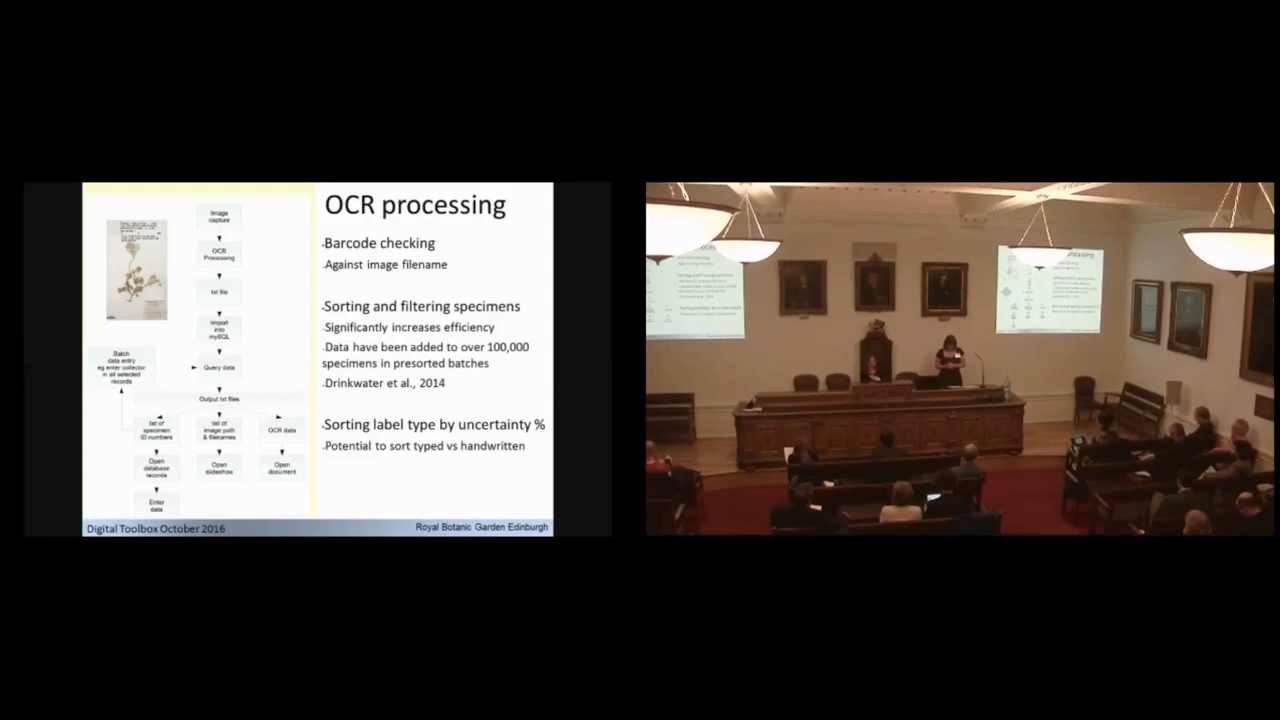 Image
capture
OCR
Processing
txt file
Import
into
mySQL
Batch
data entry
eg enter collector
in all selected
records
Query data
Output txt files
list of
specimen
ID numbers
list of
image path
& filenames
OCR data
Open
database
records
Open
slideshow
Open
document
Enter
data
OCR processing
Barcode checking
Against image filename
Sorting and filtering specimens
Significantly increases efficiency
Data have been added to over 100,000
specimens in presorted batches
Drinkwater et al., 2014
Sorting label type by uncertainty %
Potential to sort typed vs handwritten
Digital Toolbox October 2016
Royal Botanic Garden Edinburgh